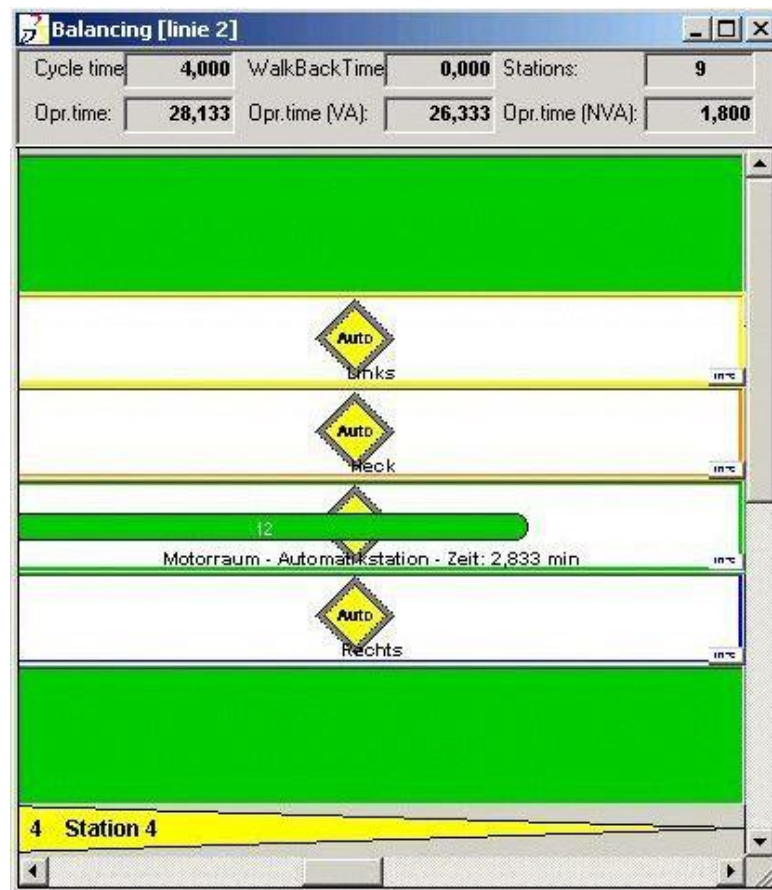 Balancing [linie 2]
Cycle time 4,000 WalkBackTime 0,000 Stations: 9
Opr.time: 28,133 Opr.time (VA): 26,333 Opr.time (NVA): 1,800
Auto
Links
Auto
Heck
12
Motorraum - Automatikstation - Zeit: 2,833 min
Auto
Rechts
4 Station 4